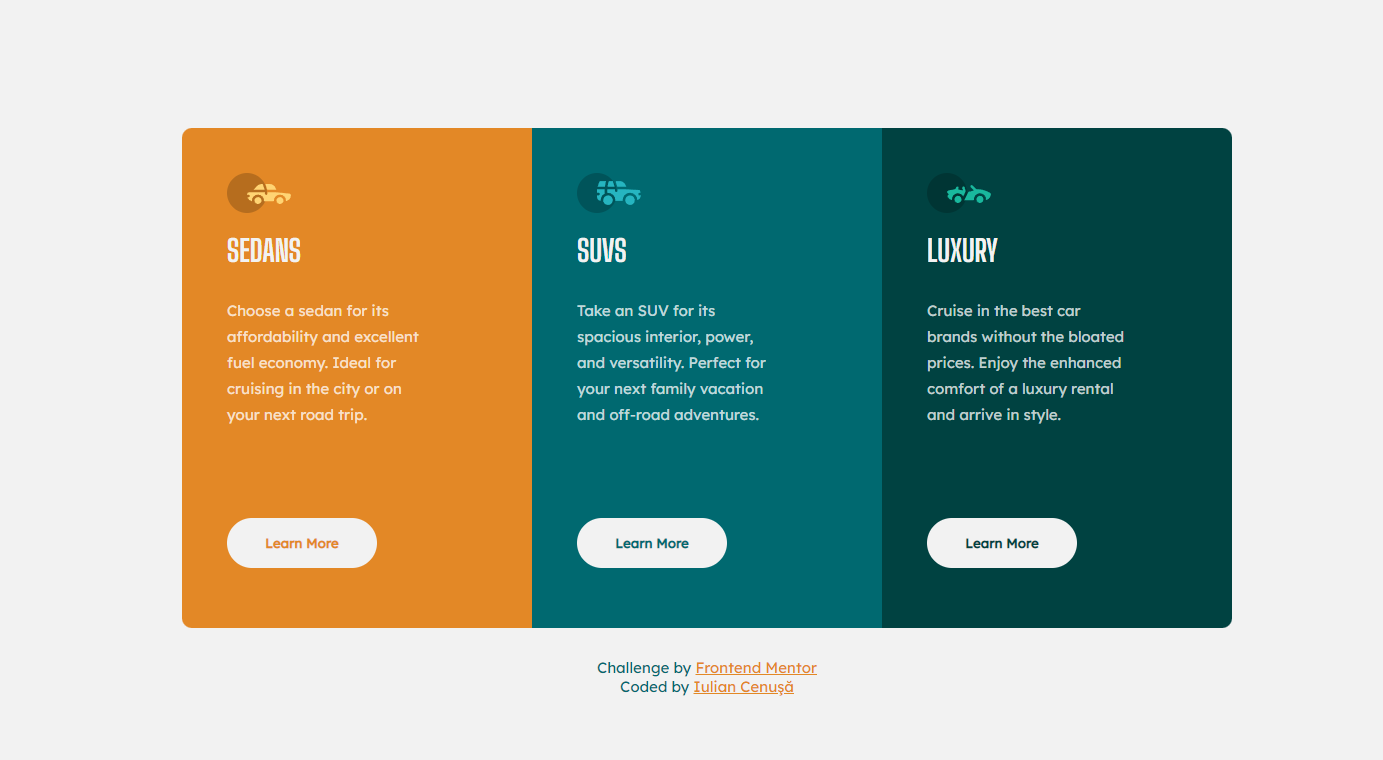 SEDANS
Choose a sedan for its
affordability and excellent
fuel economy. Ideal for
cruising in the city or on
your next road trip.
Learn More
SUVS
Take an SUV for its
spacious interior, power,
and versatility. Perfect for
your next family vacation
and off-road adventures.
Learn More
LUXURY
Cruise in the best car
brands without the bloated
prices. Enjoy the enhanced
comfort of a luxury rental
and arrive in style.
Learn More
Challenge by Frontend Mentor
Coded by Iulian Cenușă